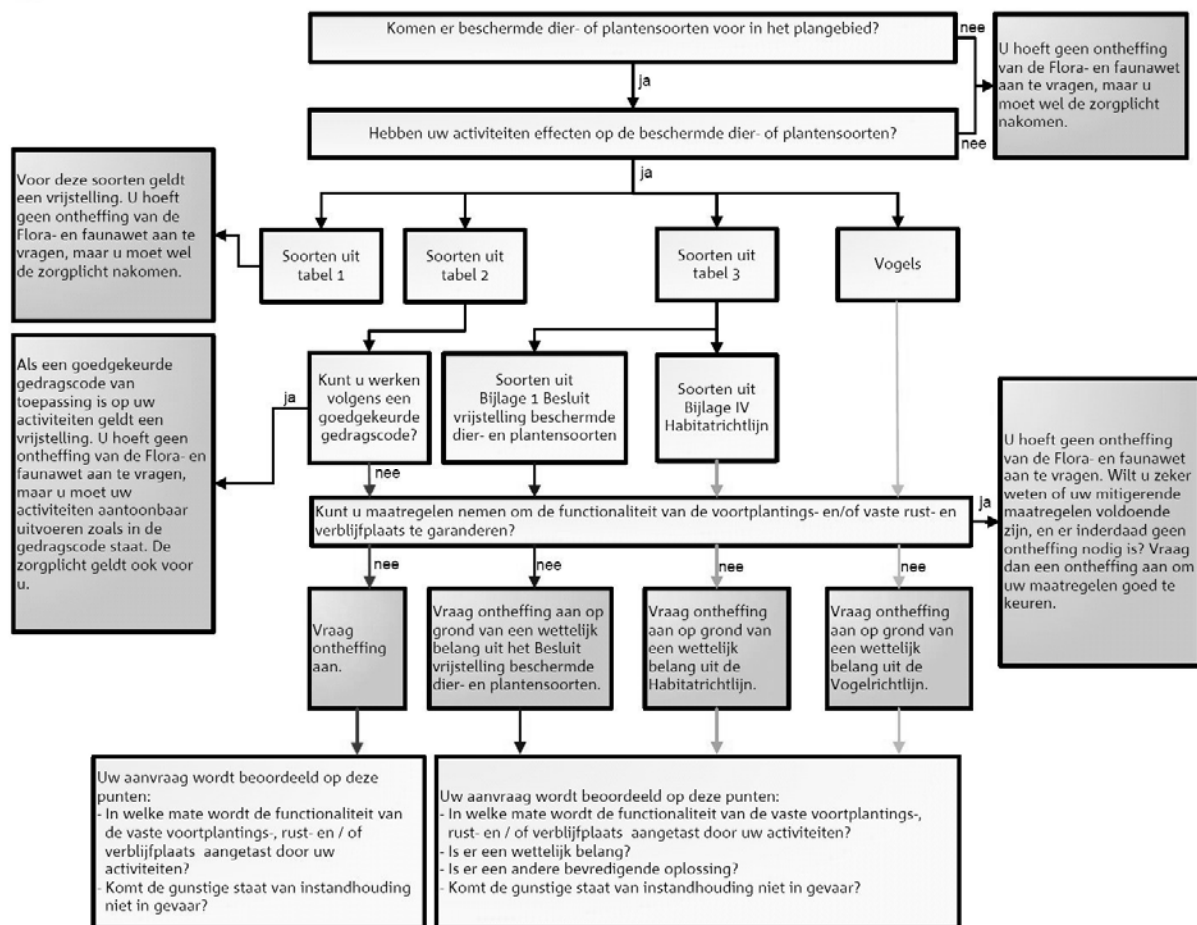 Komen er beschermde dier- of plantensoorten voor in het plangebied?
nee
U hoeft geen ontheffing
van de Flora- en faunawet
aan te vragen, maar u
moet wel de zorgplicht
nakomen.
ja
Hebben uw activiteiten effecten op de beschermde dier- of plantensoorten?
nee
ja
Voor deze soorten geldt
een vrijstelling. U hoeft
geen ontheffing van de
Flora- en faunawet aan te
vragen, maar u moet wel
de zorgplicht nakomen.
Soorten uit
tabel 1
Soorten uit
tabel 2
Soorten uit
tabel 3
Vogels
Als een goedgekeurde
gedragscode van
toepassing is op uw
activiteiten geldt een
vrijstelling. U hoeft geen
ontheffing van de Flora- en
faunawet aan te vragen,
maar u moet uw
activiteiten aantoonbaar
uitvoeren zoals in de
gedragscode staat. De
zorgplicht geldt ook voor
u.
ja
Kunt u werken
volgens een
goedgekeurde
gedragscode?
Soorten uit
Bijlage 1 Besluit
vrijstelling beschermde
dier- en plantensoorten
Soorten uit
Bijlage IV
Habitatrichtlijn
nee
Kunt u maatregelen nemen om de functionaliteit van de voortplantings- en/of vaste rust- en
verblijfplaats te garanderen?
ja
U hoeft geen ontheffing
van de Flora- en faunawet
aan te vragen. Wilt u zeker
weten of uw mitigerende
maatregelen voldoende
zijn, en er inderdaad geen
ontheffing nodig is? Vraag
dan een ontheffing aan om
uw maatregelen goed te
keuren.
nee
nee
nee
nee
Vraag
ontheffing
aan.
Vraag ontheffing aan op
grond van een wettelijk
belang uit het Besluit
vrijstelling beschermde
dier- en plantensoorten.
Vraag ontheffing
aan op grond van
een wettelijk
belang uit de
Habitatrichtlijn.
Vraag ontheffing
aan op grond van
een wettelijk
belang uit de
Vogelrichtlijn.
Uw aanvraag wordt beoordeeld op deze
punten:
- In welke mate wordt de functionaliteit van
de vaste voortplantings-, rust- en / of
verblijfplaats aangetast door uw
activiteiten?
- Komt de gunstige staat van instandhouding
niet in gevaar?
Uw aanvraag wordt beoordeeld op deze punten:
- In welke mate wordt de functionaliteit van de vaste voortplantings-,
rust- en / of verblijfplaats aangetast door uw activiteiten?
- Is er een wettelijk belang?
- Is er een andere bevredigende oplossing?
- Komt de gunstige staat van instandhouding niet in gevaar?